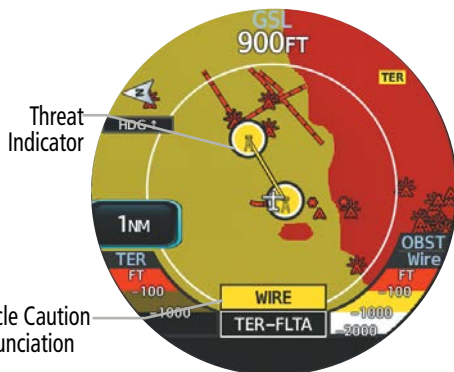 GSL
900FT
TER
Threat
Indicator
N
HDG ↑
1NM
TER
FT
-100
-1000
OBST
Wire
FT
-100
-1000
-2000
WIRE
TER-FLTA
cle Caution
unciation